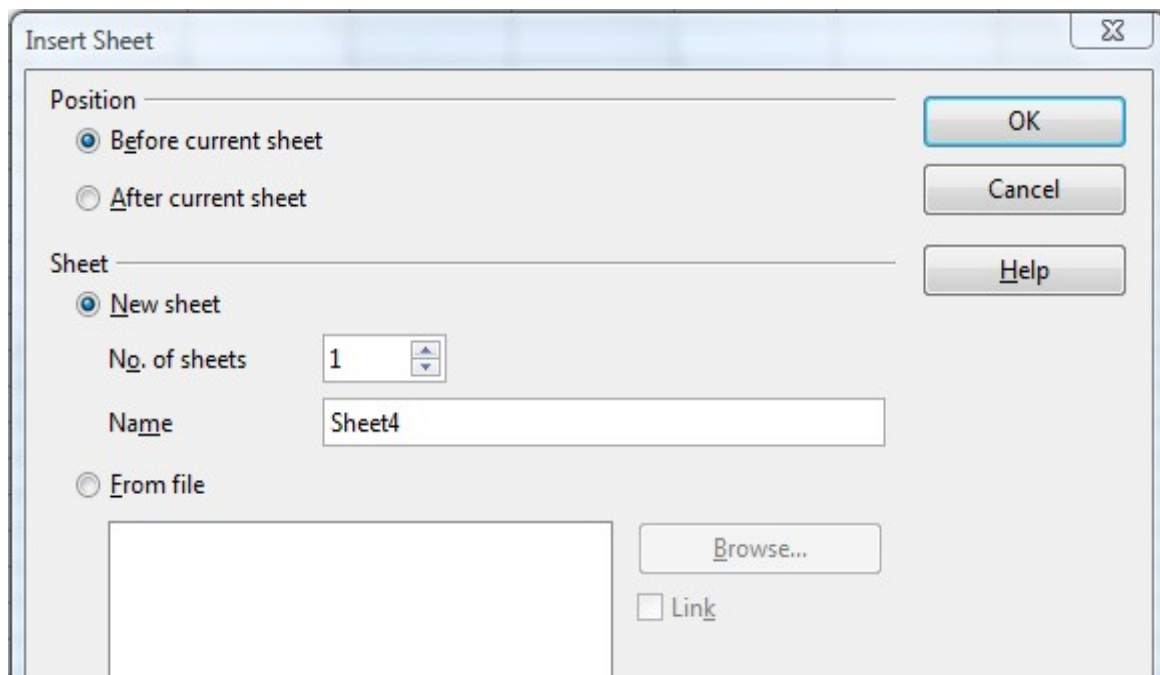 Insert Sheet
Position
Before current sheet
After current sheet
OK
Cancel
Help
Sheet
New sheet
No. of sheets 1
Name Sheet4
From file
Browse...
Link